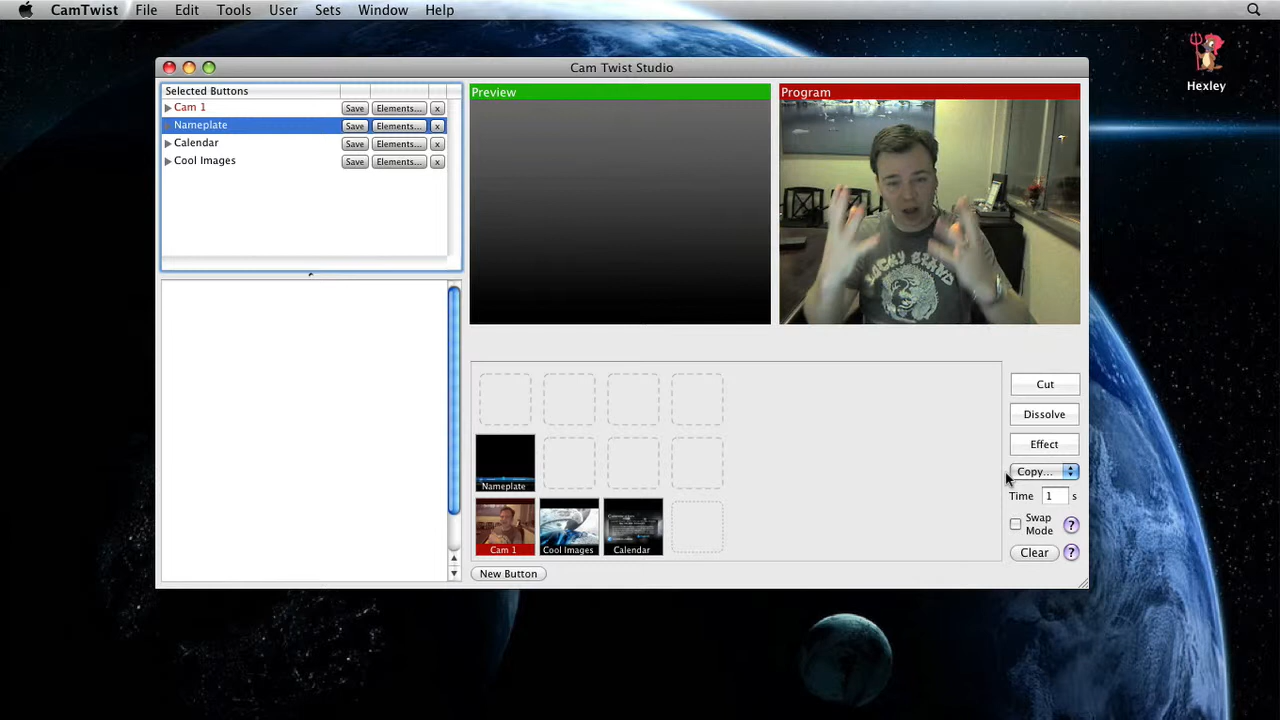 CamTwist File Edit Tools User Sets Window Help
Hexley
Cam Twist Studio
Selected Buttons
Cam 1 Save Elements... x
Nameplate Save Elements... x
Calendar Save Elements... x
Cool Images Save Elements... x
Preview
Program
LUCKY BRAND
Cut
Dissolve
Effect
Copy...
Time 1 s
Swap
Mode ?
Clear ?
Nameplate
Cam 1 Cool Images Calendar
New Button